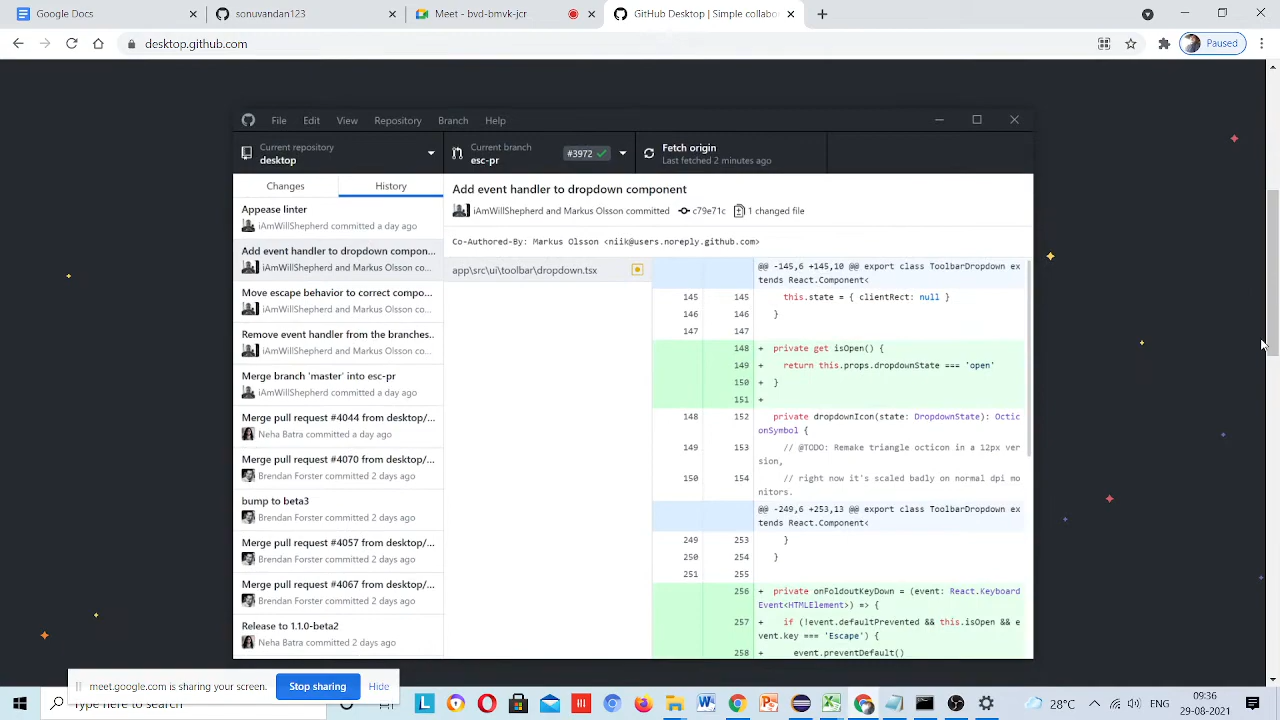 Google Docs
sonuvandan123
Meet - bvd-bmvk-jr
GitHub Desktop | Simple collabor
desktop.github.com
Paused
File Edit View Repository Branch Help
Current repository
desktop
Current branch
esc-pr
#3972
Fetch origin
Last fetched 2 minutes ago
Changes
History
Appease linter
iAmWillShepherd committed a day ago
Add event handler to dropdown compon...
iAmWillShepherd and Markus Olsson co...
Move escape behavior to correct compo...
iAmWillShepherd and Markus Olsson co...
Remove event handler from the branches..
iAmWillShepherd and Markus Olsson co...
Merge branch 'master' into esc-pr
iAmWillShepherd committed a day ago
Merge pull request #4044 from desktop/...
Neha Batra committed a day ago
Merge pull request #4070 from desktop/...
Brendan Forster committed 2 days ago
bump to beta3
Brendan Forster committed 2 days ago
Merge pull request #4057 from desktop/...
Brendan Forster committed 2 days ago
Merge pull request #4067 from desktop/...
Brendan Forster committed 2 days ago
Release to 1.1.0-beta2
Neha Batra committed 2 days ago
Add event handler to dropdown component
iAmWillShepherd and Markus Olsson committed c79e71c 1 changed file
Co-Authored-By: Markus Olsson <niik@users.noreply.github.com>
app\src\ui\toolbar\dropdown.tsx
@@ -145,6 +145,10 @@ export class ToolbarDropdown ex
tends React.Component<
145 145 this.state = { clientRect: null }
146 146 }
147 147
148 + private get isOpen() {
149 + return this.props.dropdownState === 'open'
150 + }
151 +
148 152 private dropdownIcon(state: DropdownState): Octic
onSymbol {
149 153 // @TODO: Remake triangle octicon in a 12px ver
sion,
150 154 // right now it's scaled badly on normal dpi mo
nitors.
@@ -249,6 +253,13 @@ export class ToolbarDropdown ex
tends React.Component<
249 253 }
250 254 }
251 255
256 + private onFoldoutKeyDown = (event: React.Keyboard
Event<HTMLElement>) => {
257 + if (!event.defaultPrevented && this.isOpen && e
vent.key === 'Escape') {
258 + event.preventDefault()
meet.google.com is sharing your screen.
Stop sharing
Hide
28°C
ENG
09:36
29-08-2021